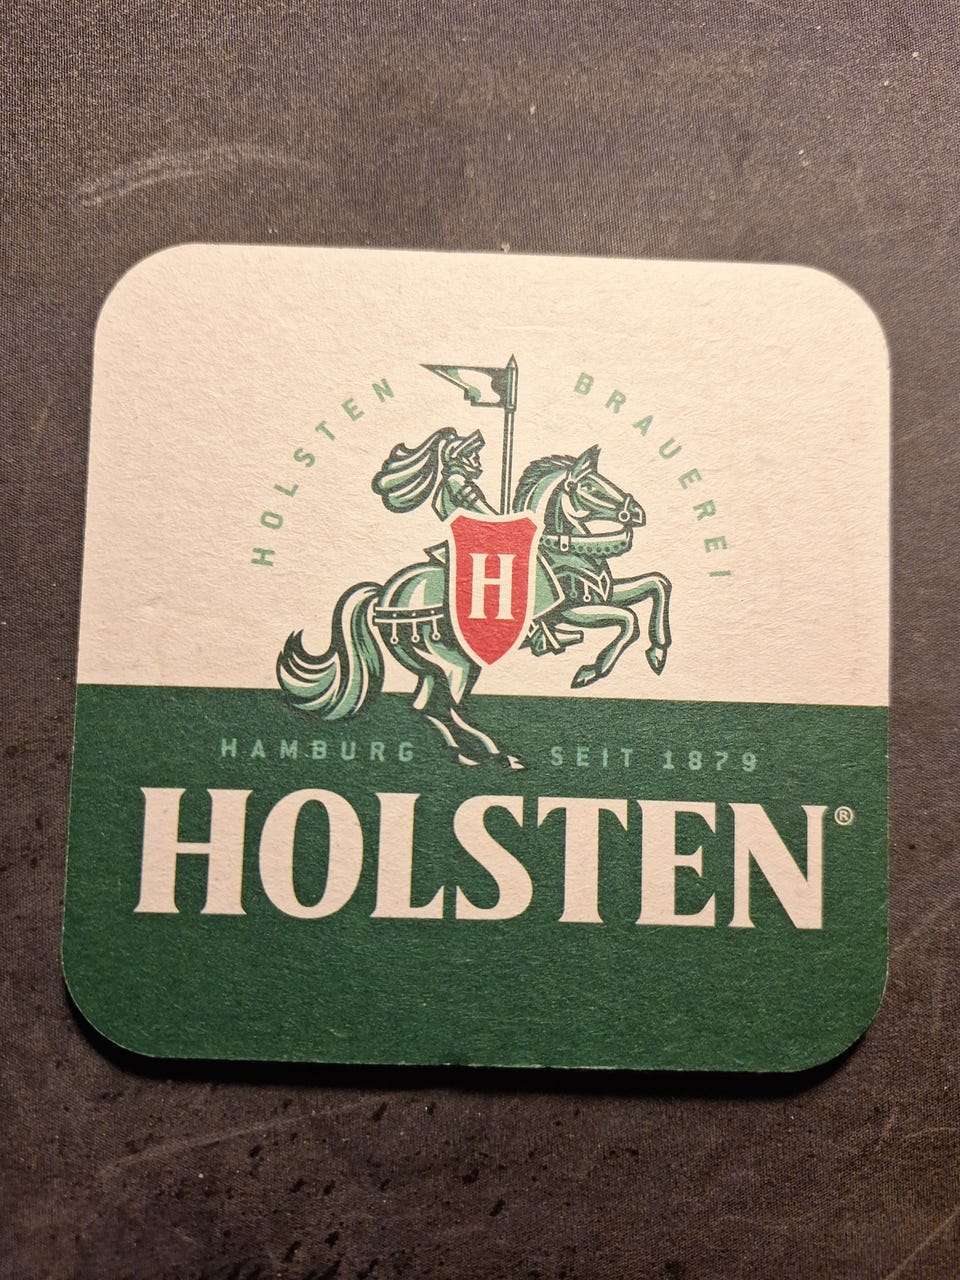 HOLSTEN BRAUEREI
H
HAMBURG SEIT 1879
HOLSTEN®